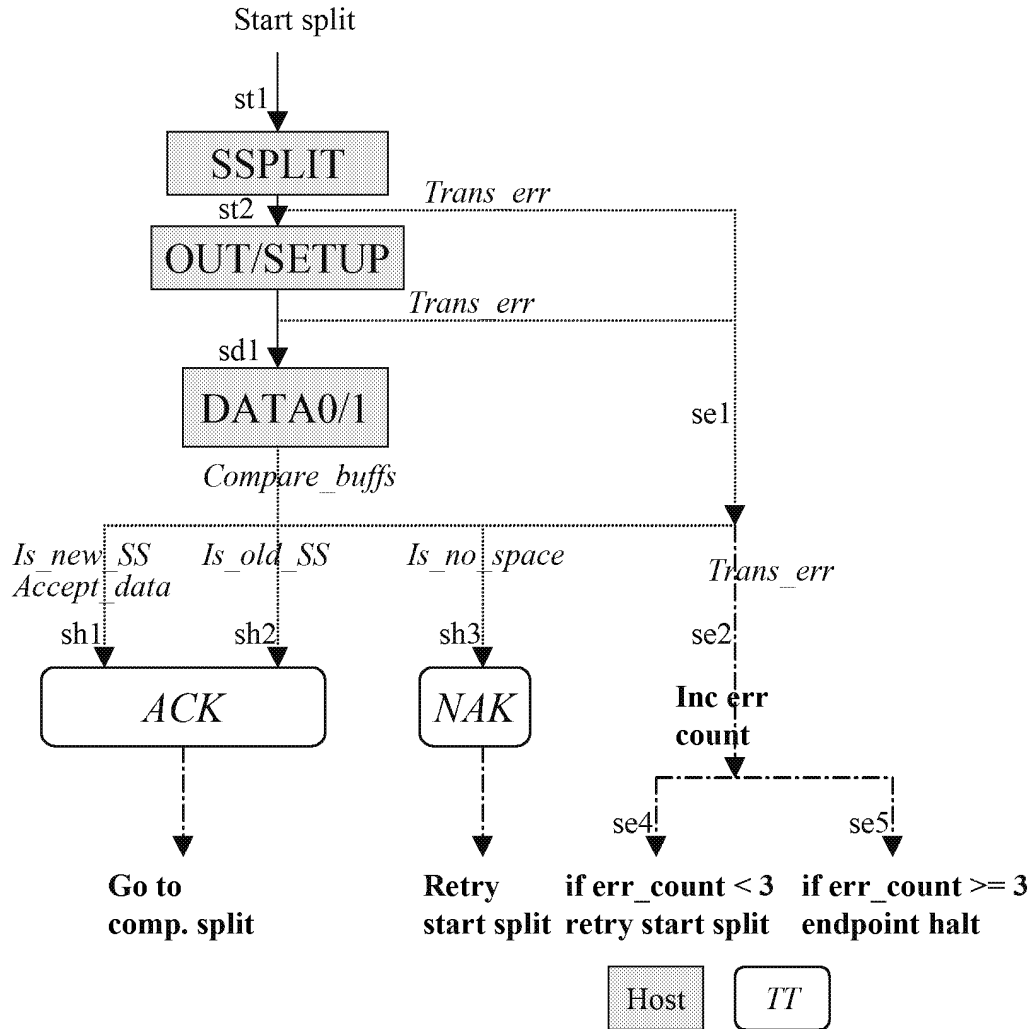 Start split
st1
SSPLIT
st2
Trans_err
OUT/SETUP
Trans_err
sd1
DATA0/1
se1
Compare_buffs
Is_new_SS
Accept_data
Is_old_SS
Is_no_space
Trans_err
sh1
sh2
sh3
se2
ACK
NAK
Inc err
count
se4
se5
Go to
comp. split
Retry
start split
if err_count < 3
retry start split
if err_count >= 3
endpoint halt
Host
TT